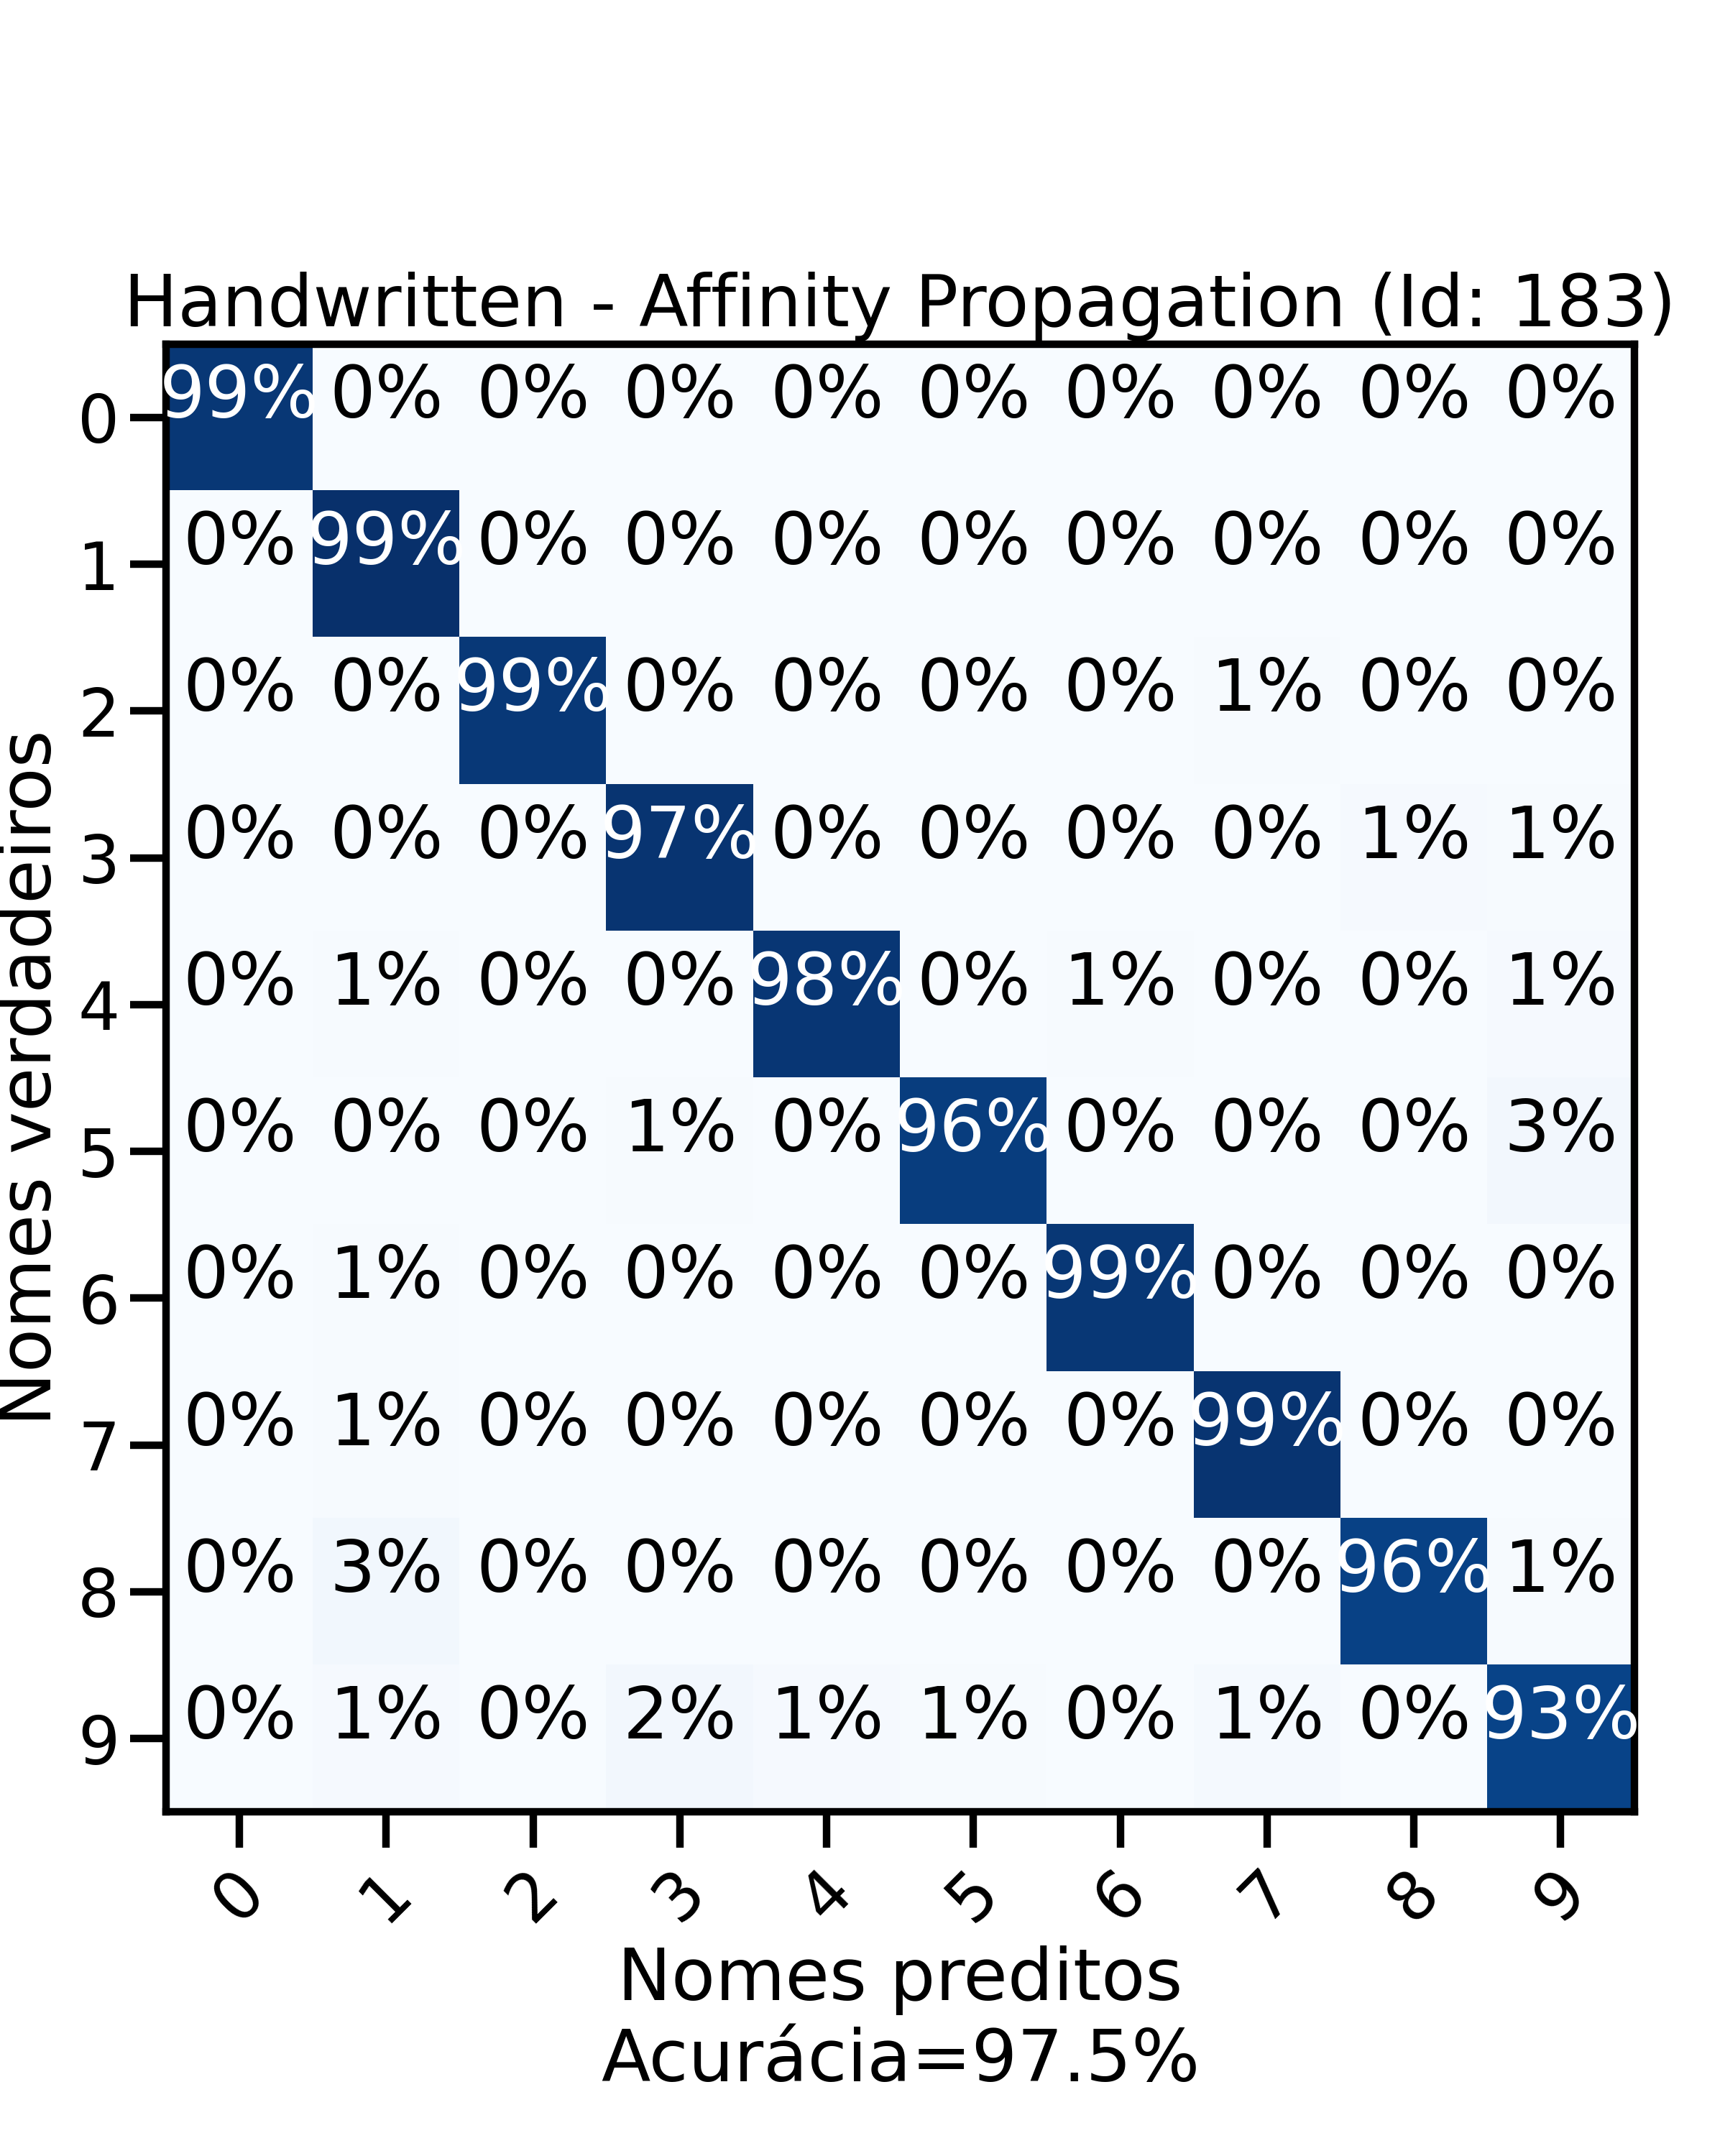 Handwritten - Affinity Propagation (Id: 183)
Nomes verdadeiros
0 99% 0% 0% 0% 0% 0% 0% 0% 0% 0%
1 0% 99% 0% 0% 0% 0% 0% 0% 0% 0%
2 0% 0% 99% 0% 0% 0% 0% 1% 0% 0%
3 0% 0% 0% 97% 0% 0% 0% 0% 1% 1%
4 0% 1% 0% 0% 98% 0% 1% 0% 0% 1%
5 0% 0% 0% 1% 0% 96% 0% 0% 0% 3%
6 0% 1% 0% 0% 0% 0% 99% 0% 0% 0%
7 0% 1% 0% 0% 0% 0% 0% 99% 0% 0%
8 0% 3% 0% 0% 0% 0% 0% 0% 96% 1%
9 0% 1% 0% 2% 1% 1% 0% 1% 0% 93%
0 1 2 3 4 5 6 7 8 9
Nomes preditos
Acurácia=97.5%